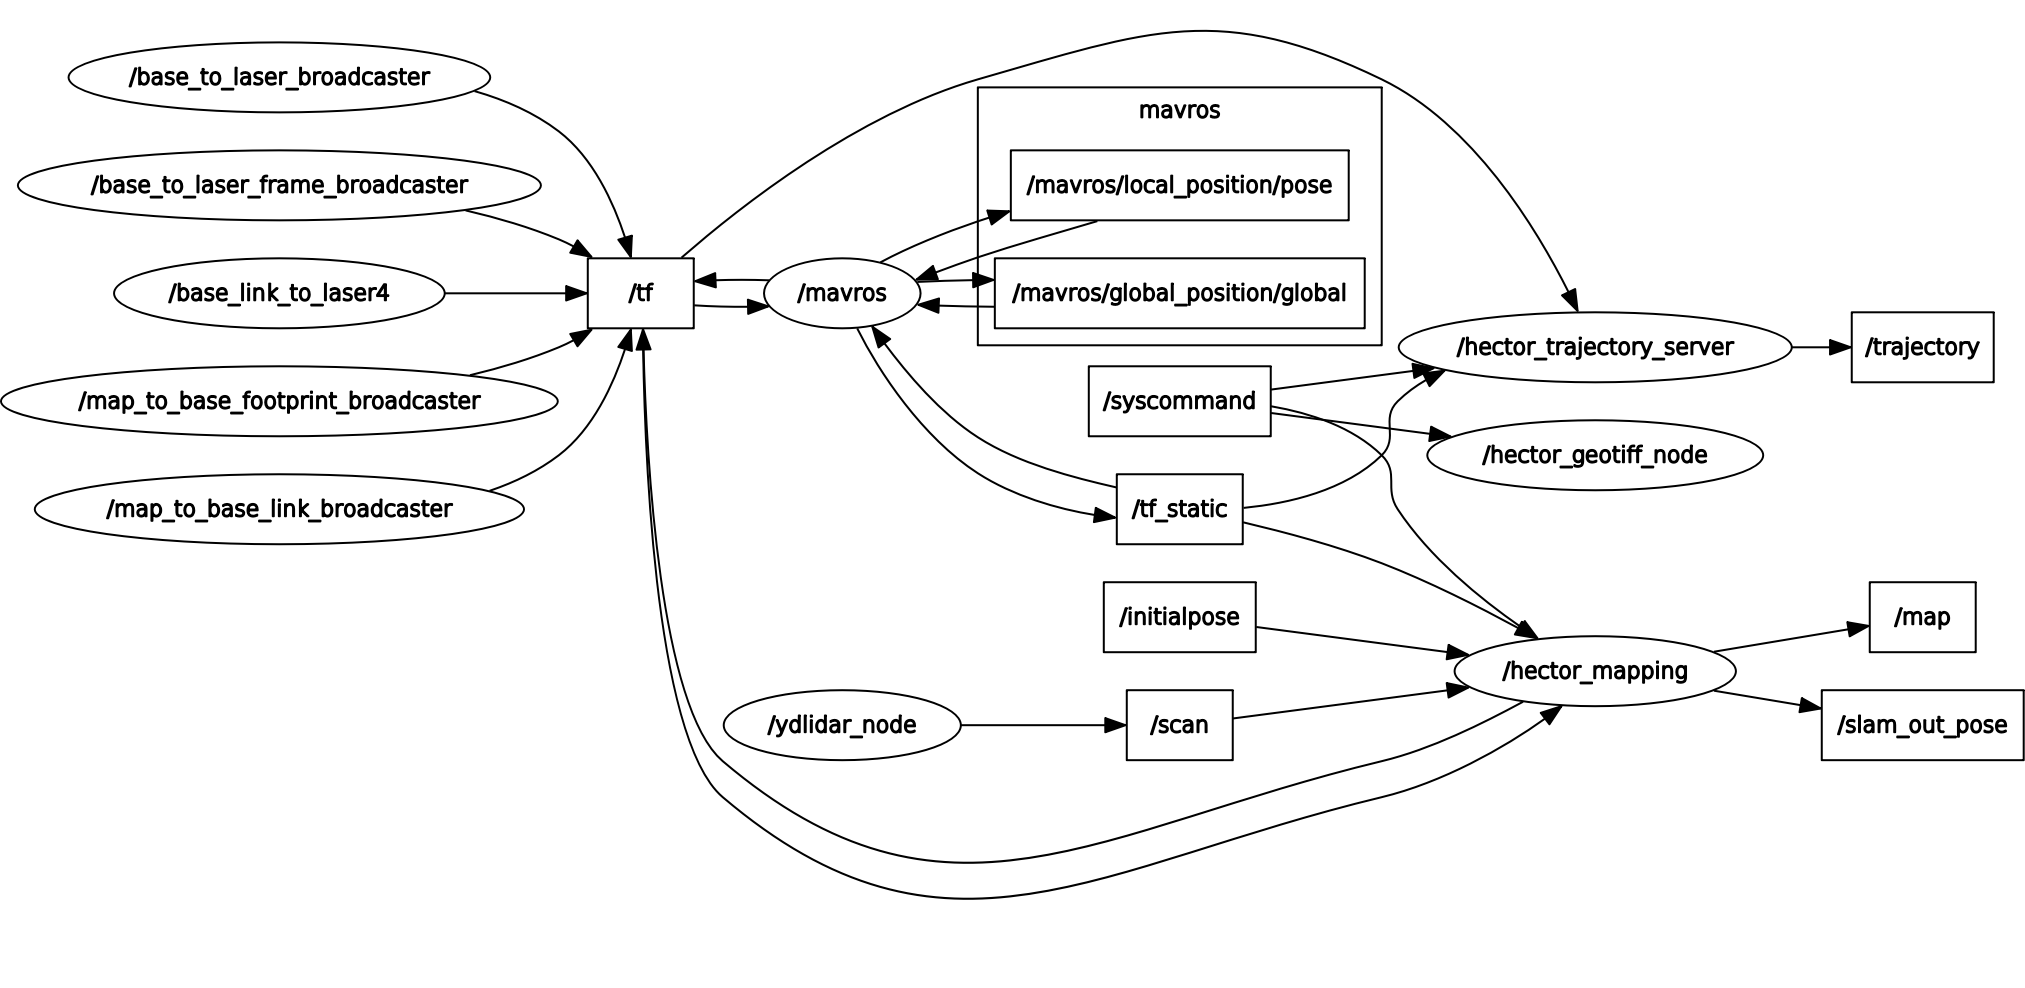 /base_to_laser_broadcaster
/base_to_laser_frame_broadcaster
/base_link_to_laser4
/map_to_base_footprint_broadcaster
/map_to_base_link_broadcaster
/tf
/mavros
mavros
/mavros/local_position/pose
/mavros/global_position/global
/syscommand
/tf_static
/initialpose
/ydlidar_node
/scan
/hector_trajectory_server
/hector_geotiff_node
/hector_mapping
/trajectory
/map
/slam_out_pose